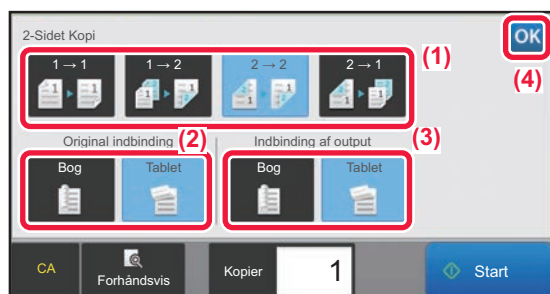 2-Sidet Kopi
OK
(1)
(4)
1 → 1
1 → 2
2 → 2
2 → 1
Original indbinding
(2)
Indbinding af output
(3)
Bog
Tablet
Bog
Tablet
CA
Forhåndsvis
Kopier
1
Start